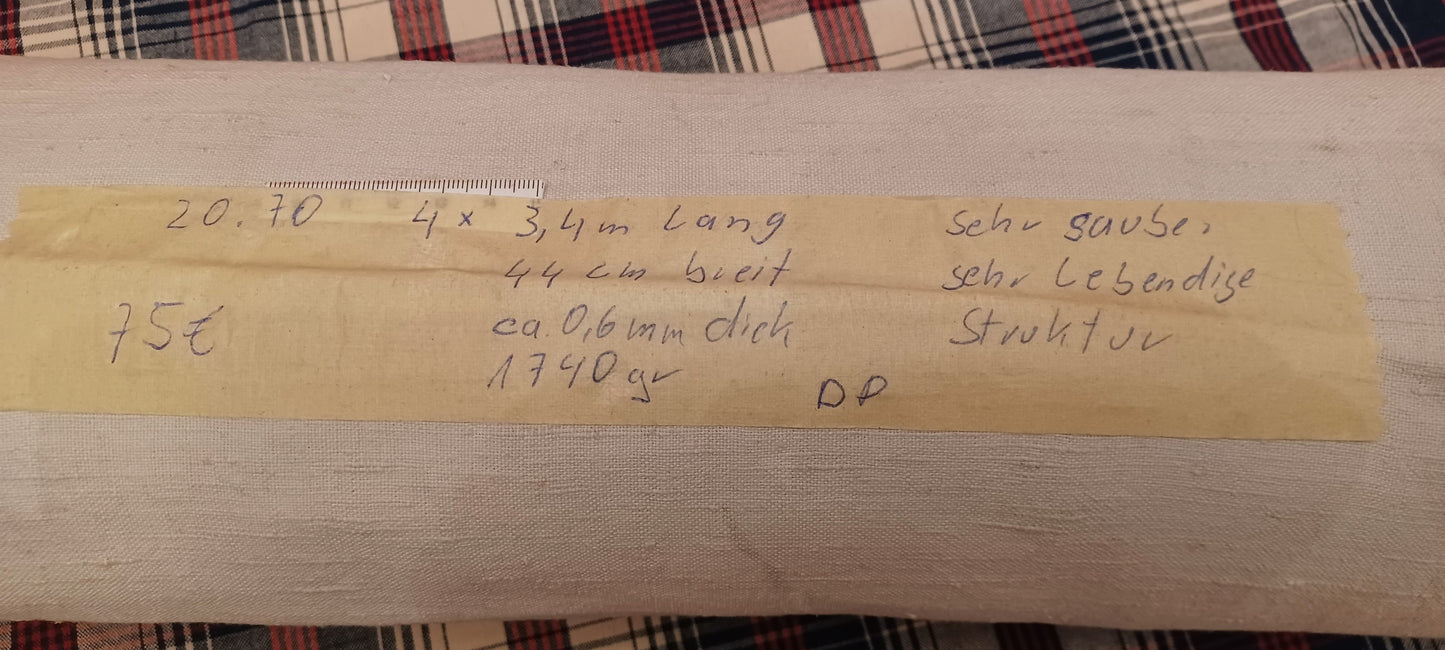 20.70 4 x 3,4 m Lang sehr sauber,
44 cm breit sehr Lebendige
75€ ca. 0,6 mm dick Struktur
1740 gr
DP